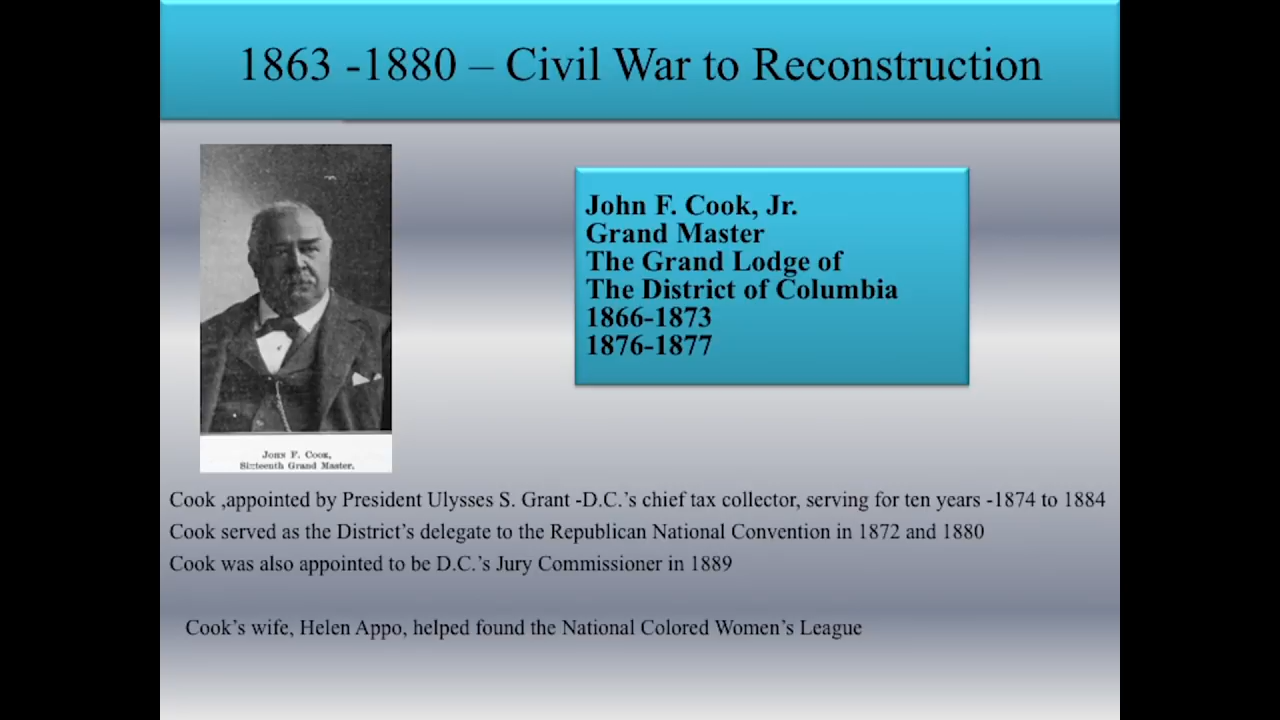 1863 -1880 – Civil War to Reconstruction
John F. Cook, Jr.
Grand Master
The Grand Lodge of
The District of Columbia
1866-1873
1876-1877
John F. Cook,
Sixteenth Grand Master.
Cook ,appointed by President Ulysses S. Grant -D.C.’s chief tax collector, serving for ten years -1874 to 1884
Cook served as the District’s delegate to the Republican National Convention in 1872 and 1880
Cook was also appointed to be D.C.’s Jury Commissioner in 1889
Cook’s wife, Helen Appo, helped found the National Colored Women’s League